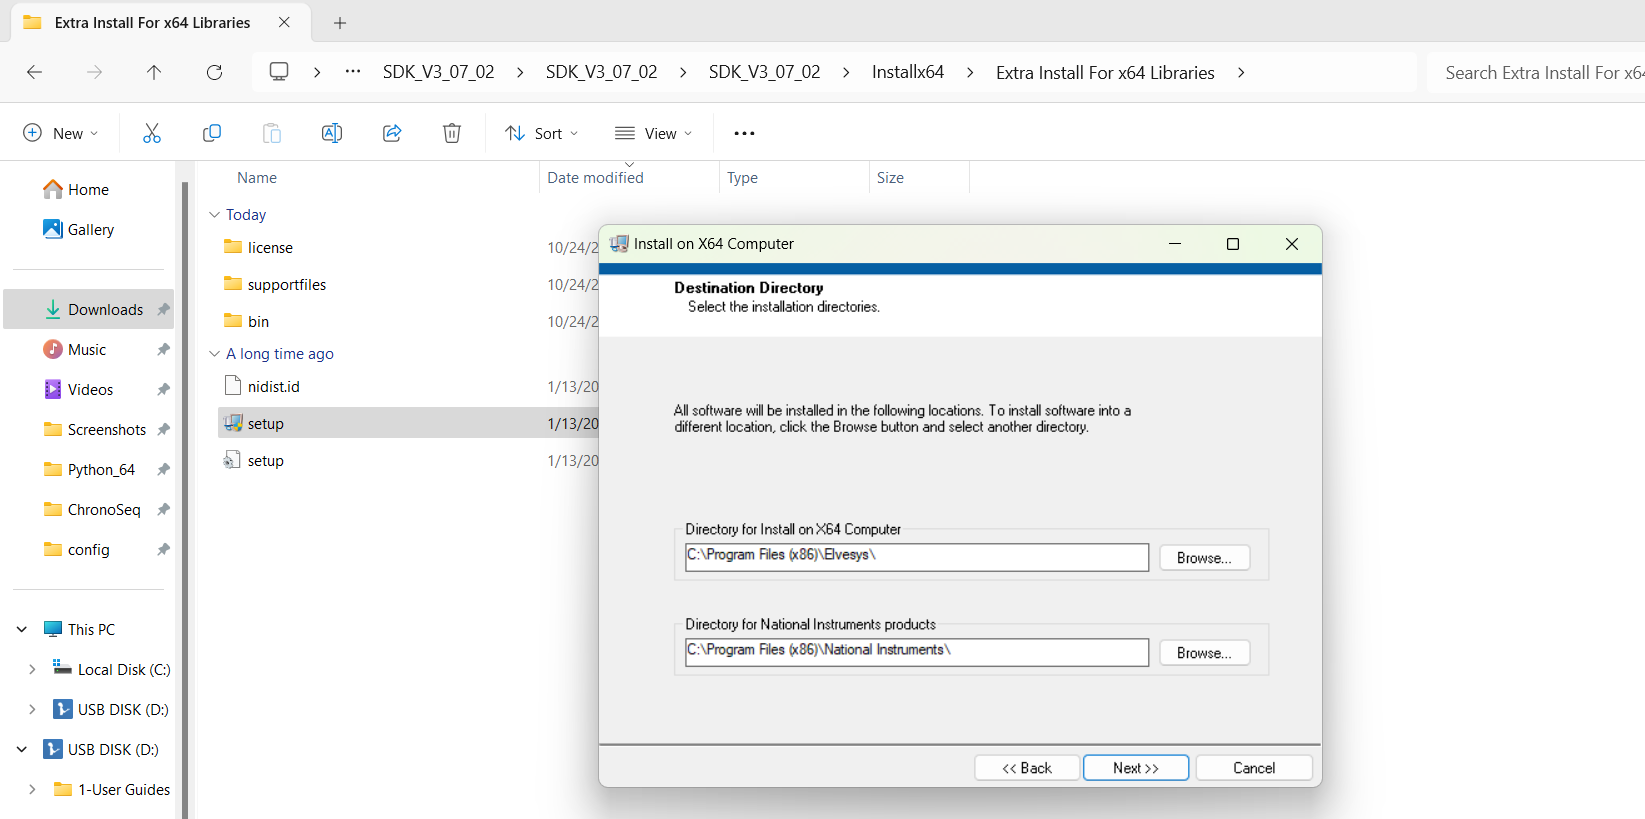 Extra Install For x64 Libraries
SDK_V3_07_02 SDK_V3_07_02 SDK_V3_07_02 Installx64 Extra Install For x64 Libraries
Search Extra Install For x64
New Sort View
Name Date modified Type Size
Home
Gallery
Downloads
Music
Videos
Screenshots
Python_64
ChronoSeq
config
This PC
Local Disk (C:)
USB DISK (D:)
USB DISK (D:)
1-User Guides
Today
license 10/24/2
supportfiles 10/24/2
bin 10/24/2
A long time ago
nidist.id 1/13/20
setup 1/13/20
setup 1/13/20
Install on X64 Computer
Destination Directory
Select the installation directories.
All software will be installed in the following locations. To install software into a
different location, click the Browse button and select another directory.
Directory for Install on X64 Computer
C:\Program Files (x86)\Elvesys\ Browse...
Directory for National Instruments products
C:\Program Files (x86)\National Instruments\ Browse...
<< Back Next >> Cancel